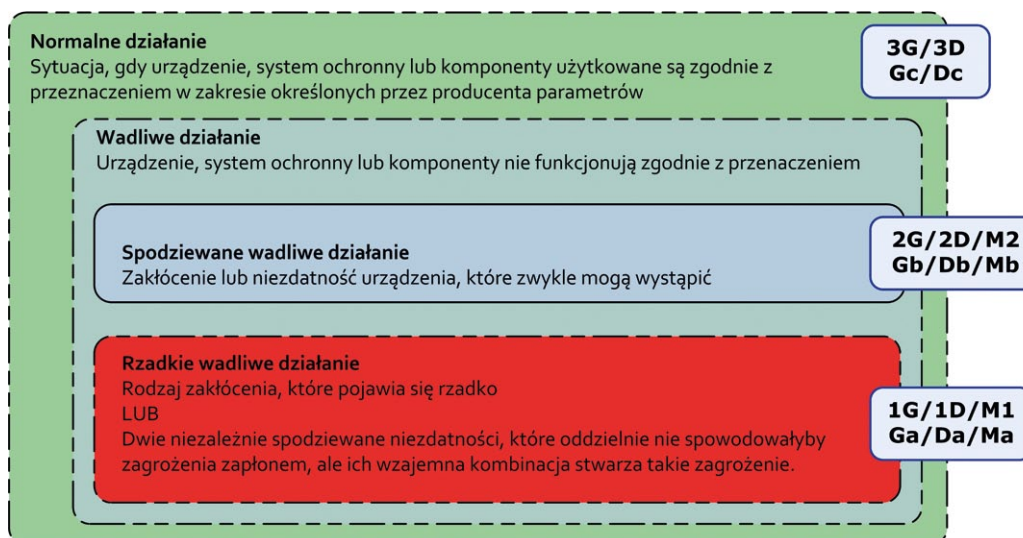 Normalne działanie
Sytuacja, gdy urządzenie, system ochronny lub komponenty użytkowane są zgodnie z
przeznaczeniem w zakresie określonych przez producenta parametrów
3G/3D
Gc/Dc
Wadliwe działanie
Urządzenie, system ochronny lub komponenty nie funkcjonują zgodnie z przenaczeniem
Spodziewane wadliwe działanie
Zakłócenie lub niezdatność urządzenia, które zwykle mogą wystąpić
2G/2D/M2
Gb/Db/Mb
Rzadkie wadliwe działanie
Rodzaj zakłócenia, które pojawia się rzadko
LUB
Dwie niezależnie spodziewane niezdatności, które oddzielnie nie spowodowałyby
zagrożenia zapłonem, ale ich wzajemna kombinacja stwarza takie zagrożenie.
1G/1D/M1
Ga/Da/Ma